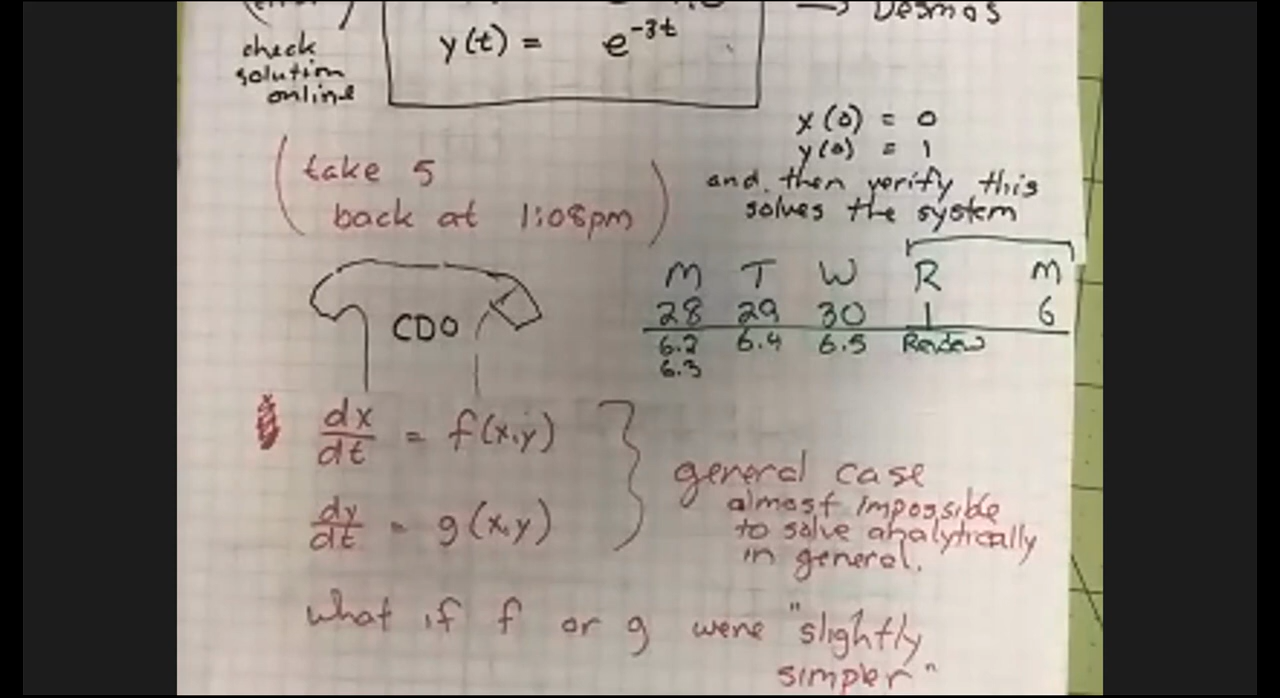 → Desmos
y(t) = e^-3t
check
solution
online
x(0) = 0
y(0) = 1
and then verify this
solves the system
(take 5
back at 1:08pm)
M T W R M
28 29 30 1 6
6.2 6.4 6.5 Review
6.3
CDO
dx/dt = f(x,y)
dy/dt = g(x,y)
general case
almost impossible
to solve analytically
in general.
What if f or g were "slightly
simpler"